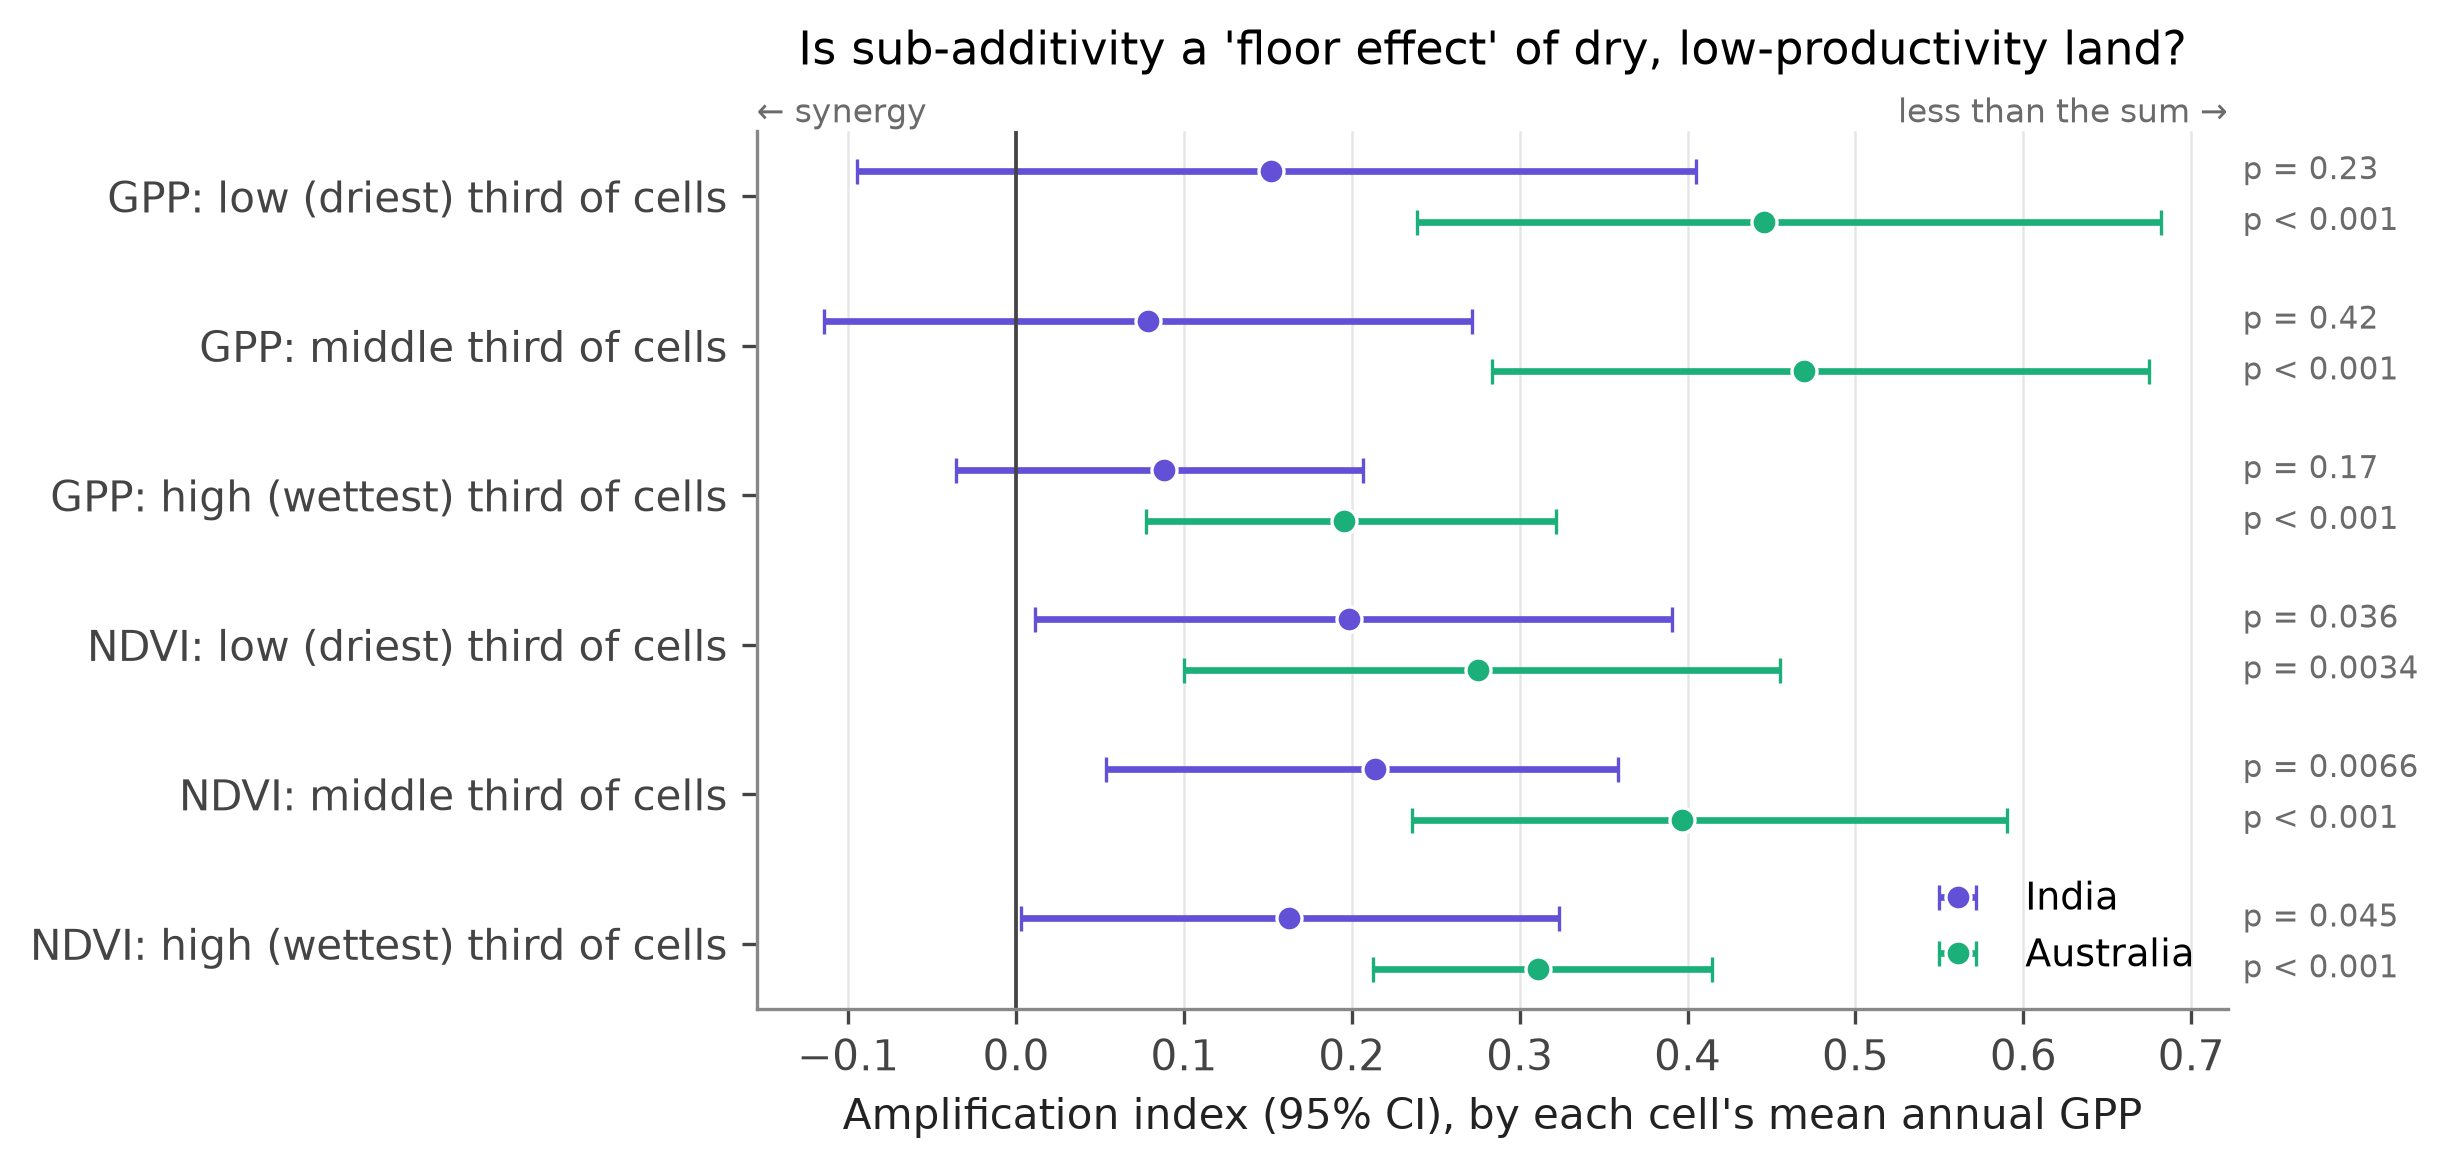 Is sub-additivity a 'floor effect' of dry, low-productivity land?
← synergy
less than the sum →
GPP: low (driest) third of cells
p = 0.23
p < 0.001
GPP: middle third of cells
p = 0.42
p < 0.001
GPP: high (wettest) third of cells
p = 0.17
p < 0.001
NDVI: low (driest) third of cells
p = 0.036
p = 0.0034
NDVI: middle third of cells
p = 0.0066
p < 0.001
NDVI: high (wettest) third of cells
p = 0.045
p < 0.001
India
Australia
−0.1 0.0 0.1 0.2 0.3 0.4 0.5 0.6 0.7
Amplification index (95% CI), by each cell's mean annual GPP